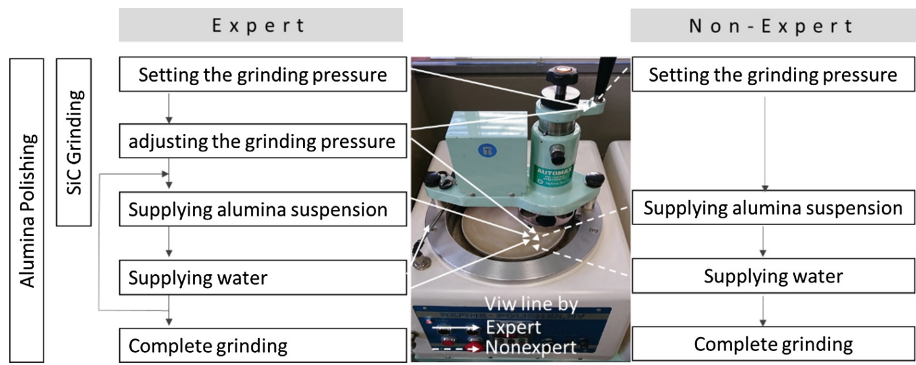 Expert
Non-Expert
Alumina Polishing
SiC Grinding
Setting the grinding pressure
adjusting the grinding pressure
Supplying alumina suspension
Supplying water
Complete grinding
AUTOMAX
Viw line by
Expert
Nonexpert
Setting the grinding pressure
Supplying alumina suspension
Supplying water
Complete grinding